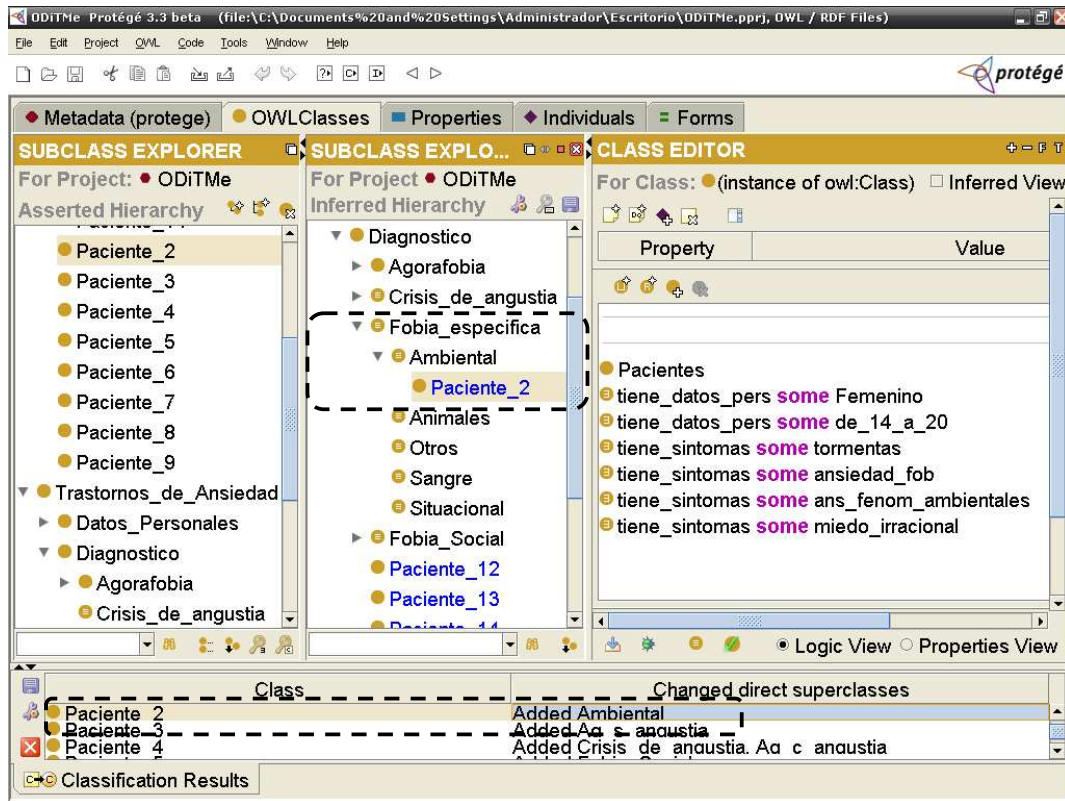 ODiTMe Protégé 3.3 beta (file:\C:\Documents%20and%20Settings\Administrador\Escritorio\ODiTMe.pprj, OWL / RDF Files)
File Edit Project OWL Code Tools Window Help
protégé
Metadata (protege) OWLClasses Properties Individuals Forms
SUBCLASS EXPLORER
For Project: ODiTMe
Asserted Hierarchy
Paciente_2
Paciente_3
Paciente_4
Paciente_5
Paciente_6
Paciente_7
Paciente_8
Paciente_9
Trastornos_de_Ansiedad
Datos_Personales
Diagnostico
Agorafobia
Crisis_de_angustia
SUBCLASS EXPLO...
For Project ODiTMe
Inferred Hierarchy
Diagnostico
Agorafobia
Crisis_de_angustia
Fobia_especifica
Ambiental
Paciente_2
Animales
Otros
Sangre
Situacional
Fobia_Social
Paciente_12
Paciente_13
CLASS EDITOR
For Class: (instance of owl:Class) Inferred View
Property Value
Pacientes
tiene_datos_pers some Femenino
tiene_datos_pers some de_14_a_20
tiene_sintomas some tormentas
tiene_sintomas some ansiedad_fob
tiene_sintomas some ans_fenom_ambientales
tiene_sintomas some miedo_irracional
Logic View Properties View
Class Changed direct superclasses
Paciente_2 Added Ambiental
Paciente_3 Added Ag_s_angustia
Paciente_4 Added Crisis_de_angustia, Ag_c_angustia
Classification Results